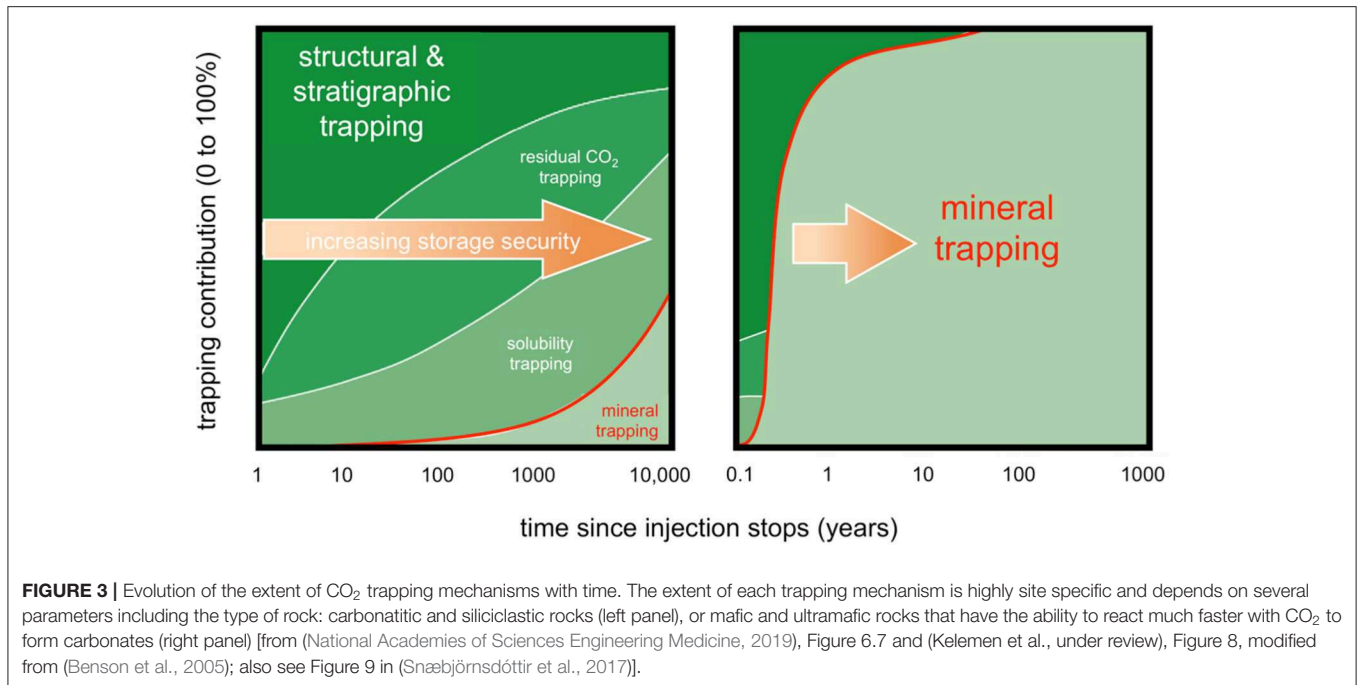 trapping contribution (0 to 100%)
structural &
stratigraphic
trapping
residual CO₂
trapping
increasing storage security
solubility
trapping
mineral
trapping
1 10 100 1000 10,000
mineral
trapping
0.1 1 10 100 1000
time since injection stops (years)
FIGURE 3 | Evolution of the extent of CO₂ trapping mechanisms with time. The extent of each trapping mechanism is highly site specific and depends on several
parameters including the type of rock: carbonatitic and siliciclastic rocks (left panel), or mafic and ultramafic rocks that have the ability to react much faster with CO₂ to
form carbonates (right panel) [from (National Academies of Sciences Engineering Medicine, 2019), Figure 6.7 and (Kelemen et al., under review), Figure 8, modified
from (Benson et al., 2005); also see Figure 9 in (Snæbjörnsdóttir et al., 2017)].